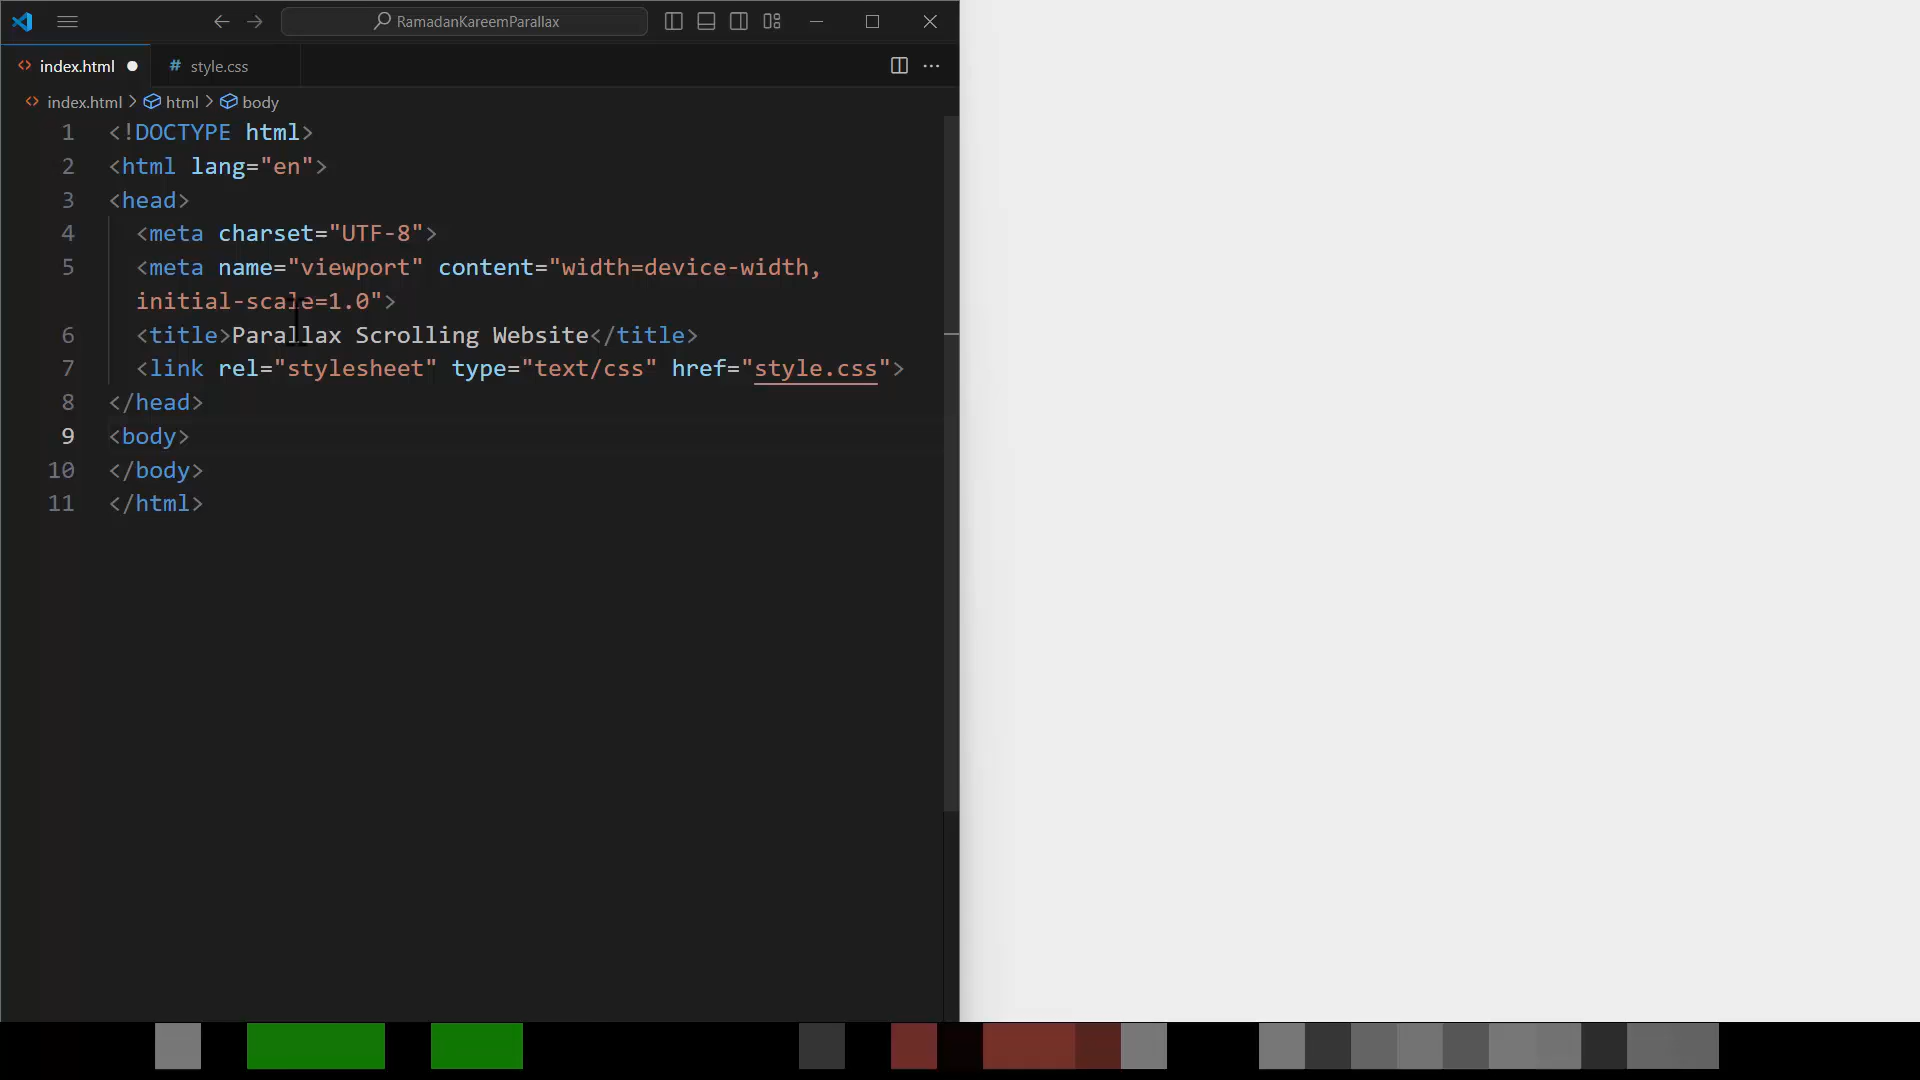 RamadanKareemParallax
index.html
# style.css
index.html > html > body
1 <!DOCTYPE html>
2 <html lang="en">
3 <head>
4 <meta charset="UTF-8">
5 <meta name="viewport" content="width=device-width,
initial-scale=1.0">
6 <title>Parallax Scrolling Website</title>
7 <link rel="stylesheet" type="text/css" href="style.css">
8 </head>
9 <body>
10 </body>
11 </html>